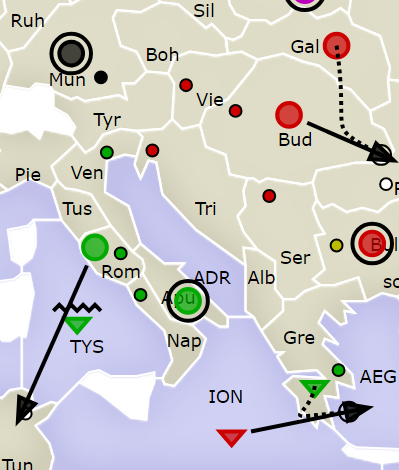 Ruh
Sil
Gal
Boh
Mun
Vie
Tyr
Bud
Ven
Pie
Tus
Tri
Rom
Ser
Bul
ADR
Alb
Apu
TYS
Nap
Gre
AEG
ION
Tun